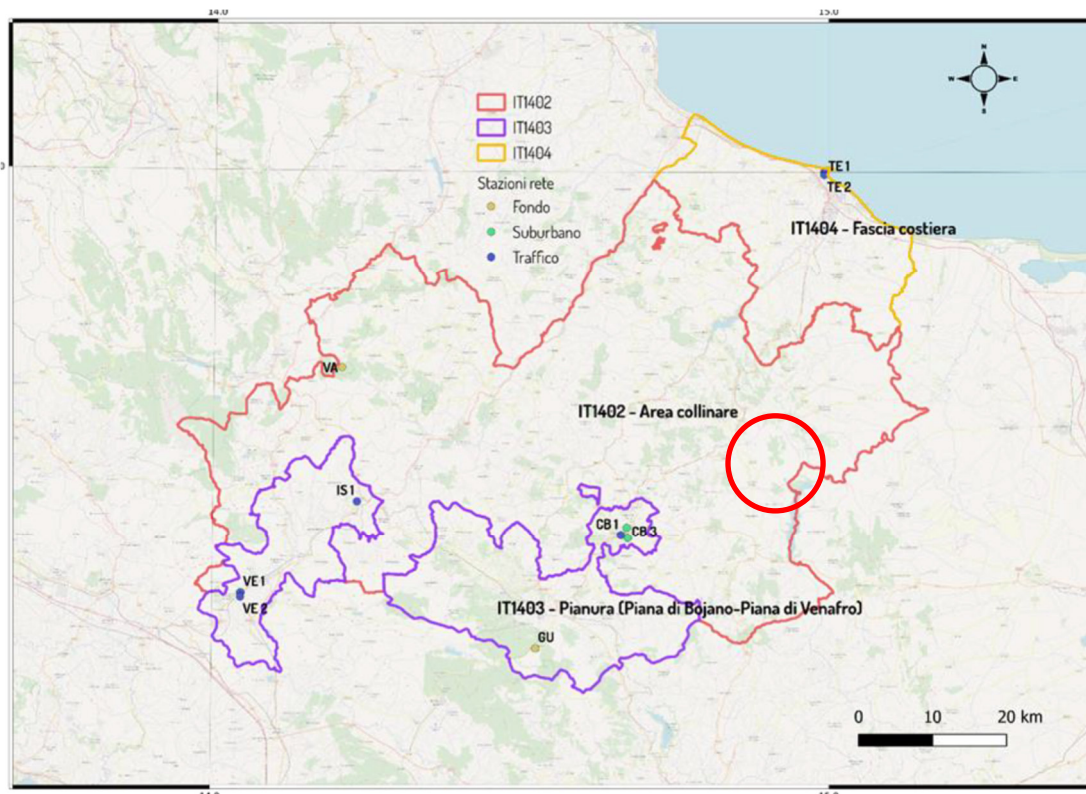 14.0
15.0
N
W
E
S
IT1402
IT1403
IT1404
Stazioni rete
Fondo
Suburbano
Traffico
TE 1
TE 2
IT1404 - Fascia costiera
VA
IT1402 - Area collinare
IS 1
CB 1
CB 3
VE 1
VE 2
IT1403 - Pianura (Piana di Bojano-Piana di Venafro)
GU
0 10 20 km